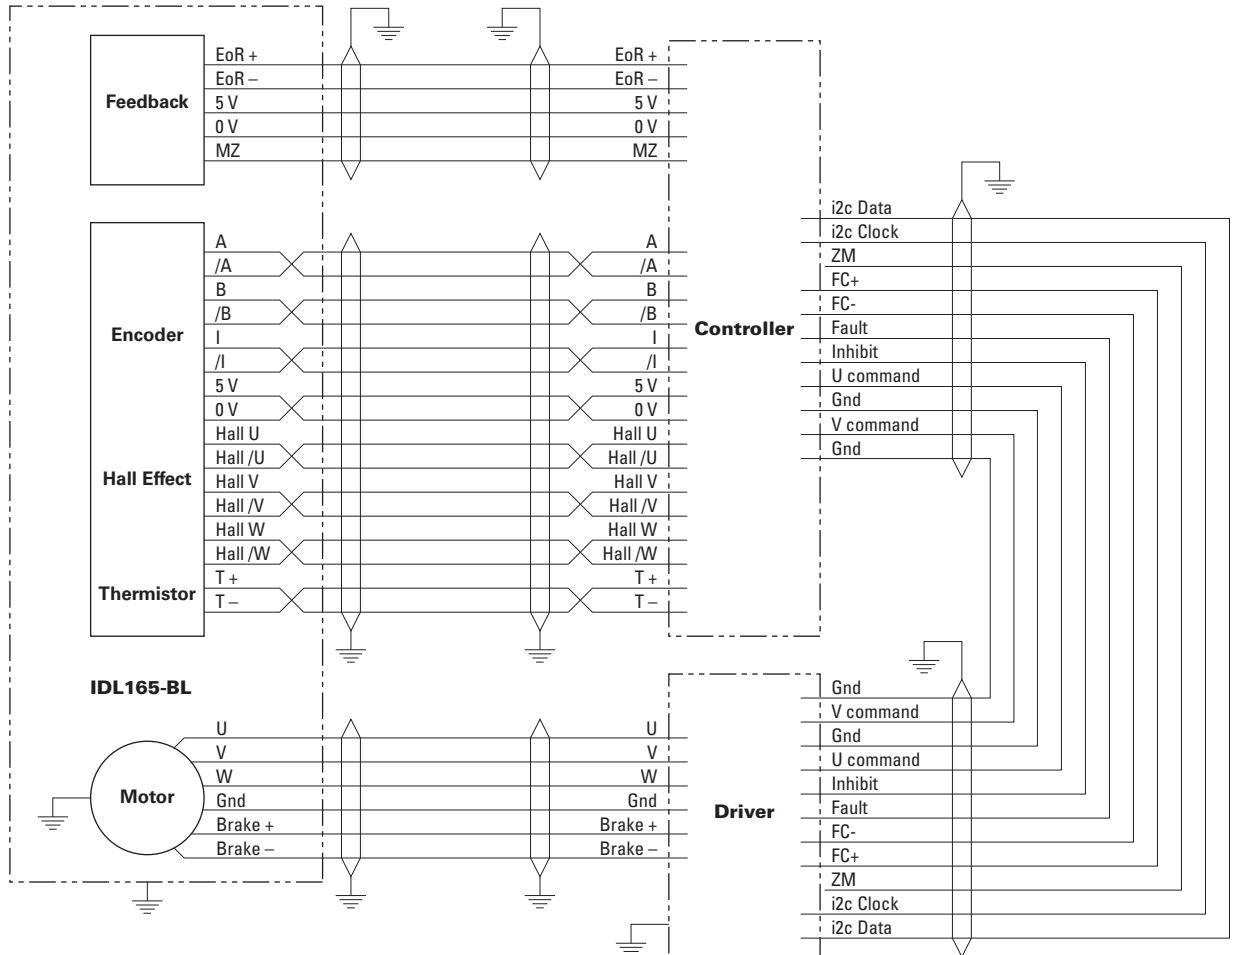 Feedback
EoR +
EoR –
5 V
0 V
MZ
EoR +
EoR –
5 V
0 V
MZ
Encoder
Hall Effect
Thermistor
A
/A
B
/B
I
/I
5 V
0 V
Hall U
Hall /U
Hall V
Hall /V
Hall W
Hall /W
T +
T –
A
/A
B
/B
I
/I
5 V
0 V
Hall U
Hall /U
Hall V
Hall /V
Hall W
Hall /W
T +
T –
Controller
i2c Data
i2c Clock
ZM
FC+
FC-
Fault
Inhibit
U command
Gnd
V command
Gnd
IDL165-BL
Motor
U
V
W
Gnd
Brake +
Brake –
U
V
W
Gnd
Brake +
Brake –
Driver
Gnd
V command
Gnd
U command
Inhibit
Fault
FC-
FC+
ZM
i2c Clock
i2c Data